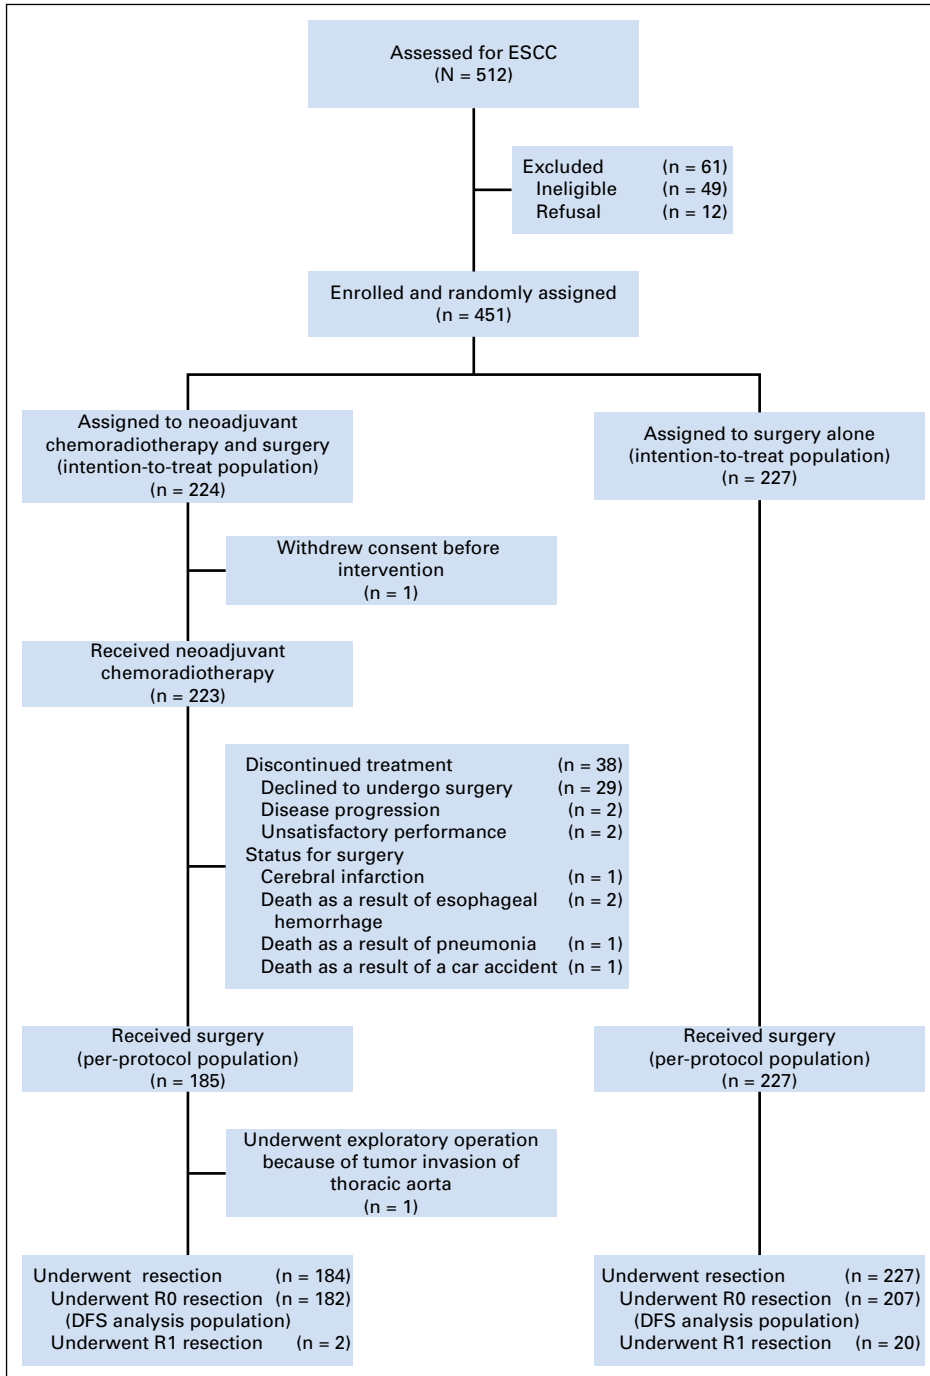 Assessed for ESCC
(N = 512)
Excluded (n = 61)
Ineligible (n = 49)
Refusal (n = 12)
Enrolled and randomly assigned
(n = 451)
Assigned to neoadjuvant
chemoradiotherapy and surgery
(intention-to-treat population)
(n = 224)
Assigned to surgery alone
(intention-to-treat population)
(n = 227)
Withdrew consent before
intervention
(n = 1)
Received neoadjuvant
chemoradiotherapy
(n = 223)
Discontinued treatment (n = 38)
Declined to undergo surgery (n = 29)
Disease progression (n = 2)
Unsatisfactory performance (n = 2)
Status for surgery
Cerebral infarction (n = 1)
Death as a result of esophageal (n = 2)
hemorrhage
Death as a result of pneumonia (n = 1)
Death as a result of a car accident (n = 1)
Received surgery
(per-protocol population)
(n = 185)
Received surgery
(per-protocol population)
(n = 227)
Underwent exploratory operation
because of tumor invasion of
thoracic aorta
(n = 1)
Underwent resection (n = 184)
Underwent R0 resection (n = 182)
(DFS analysis population)
Underwent R1 resection (n = 2)
Underwent resection (n = 227)
Underwent R0 resection (n = 207)
(DFS analysis population)
Underwent R1 resection (n = 20)